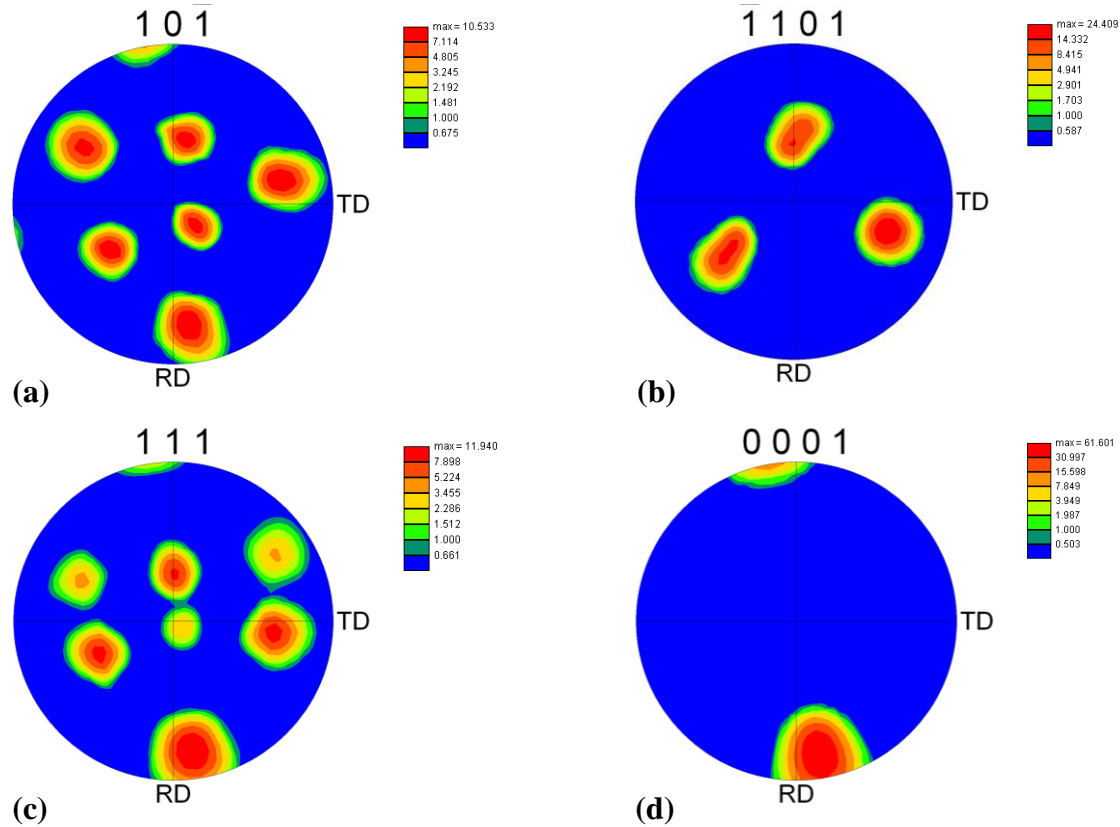 1 0 1̄
max = 10.533
7.114
4.805
3.245
2.192
1.481
1.000
0.675
TD
RD
(a)
1̄ 1 0 1
max = 24.409
14.332
8.415
4.941
2.901
1.703
1.000
0.587
TD
RD
(b)
1 1 1
max = 11.940
7.898
5.224
3.455
2.286
1.512
1.000
0.661
TD
RD
(c)
0 0 0 1
max = 61.601
30.997
15.598
7.849
3.949
1.987
1.000
0.503
TD
RD
(d)